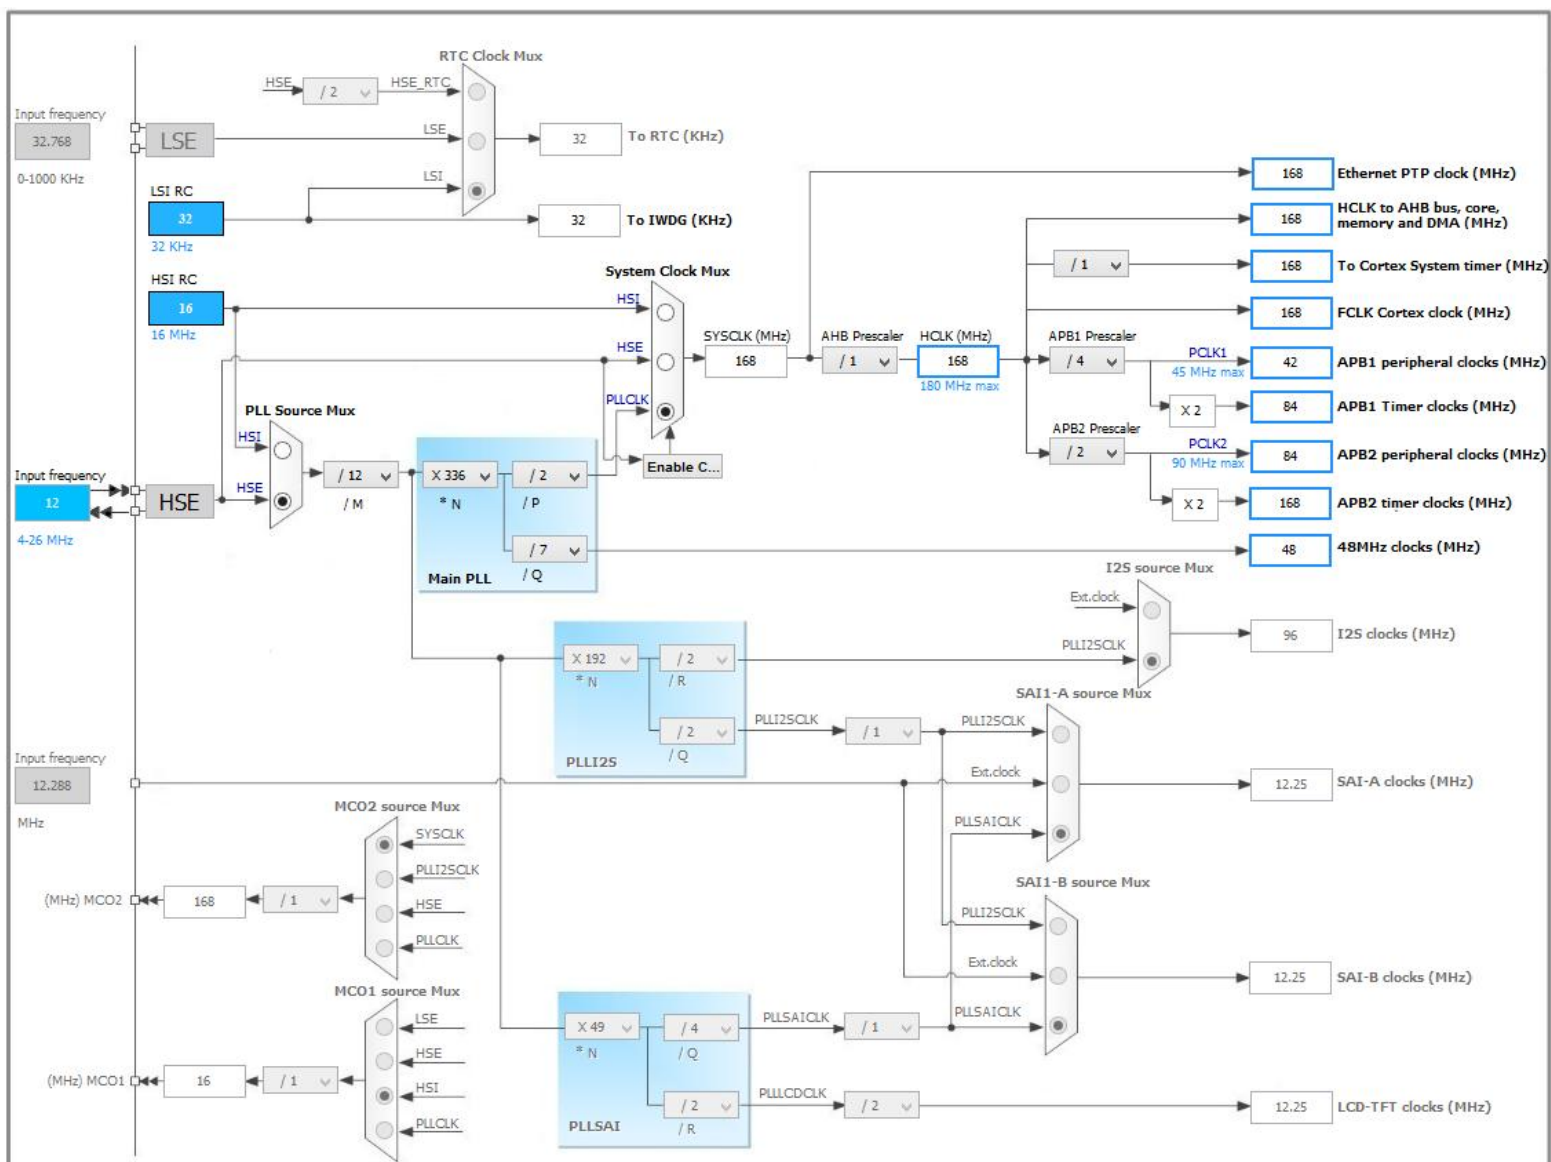 RTC Clock Mux
HSE
/ 2
HSE_RTC
Input frequency
32.768
0-1000 KHz
LSE
LSE
32
To RTC (KHz)
LSI
LSI RC
32
32 KHz
32
To IWDG (KHz)
HSI RC
16
16 MHz
System Clock Mux
HSI
HSE
PLLCLK
SYSCLK (MHz)
168
AHB Prescaler
/ 1
HCLK (MHz)
168
180 MHz max
168
Ethernet PTP clock (MHz)
168
HCLK to AHB bus, core,
memory and DMA (MHz)
/ 1
168
To Cortex System timer (MHz)
168
FCLK Cortex clock (MHz)
APB1 Prescaler
/ 4
PCLK1
45 MHz max
42
APB1 peripheral clocks (MHz)
X 2
84
APB1 Timer clocks (MHz)
APB2 Prescaler
/ 2
PCLK2
90 MHz max
84
APB2 peripheral clocks (MHz)
X 2
168
APB2 timer clocks (MHz)
48
48MHz clocks (MHz)
PLL Source Mux
HSI
HSE
Input frequency
12
4-26 MHz
HSE
/ 12
/ M
X 336
* N
/ 2
/ P
/ 7
/ Q
Main PLL
Enable C...
I2S source Mux
Ext.clock
PLLI2SCLK
96
I2S clocks (MHz)
X 192
* N
/ 2
/ R
/ 2
/ Q
PLLI2S
PLLI2SCLK
/ 1
SAI1-A source Mux
PLLI2SCLK
Ext.clock
PLLSAICLK
12.25
SAI-A clocks (MHz)
Input frequency
12.288
MHz
MCO2 source Mux
SYSCLK
PLLI2SCLK
HSE
PLLCLK
(MHz) MCO2
168
/ 1
SAI1-B source Mux
PLLI2SCLK
Ext.clock
PLLSAICLK
12.25
SAI-B clocks (MHz)
MCO1 source Mux
LSE
HSE
HSI
PLLCLK
(MHz) MCO1
16
/ 1
X 49
* N
/ 4
/ Q
/ 2
/ R
PLLSAI
PLLSAICLK
/ 1
PLLLCDCLK
/ 2
12.25
LCD-TFT clocks (MHz)